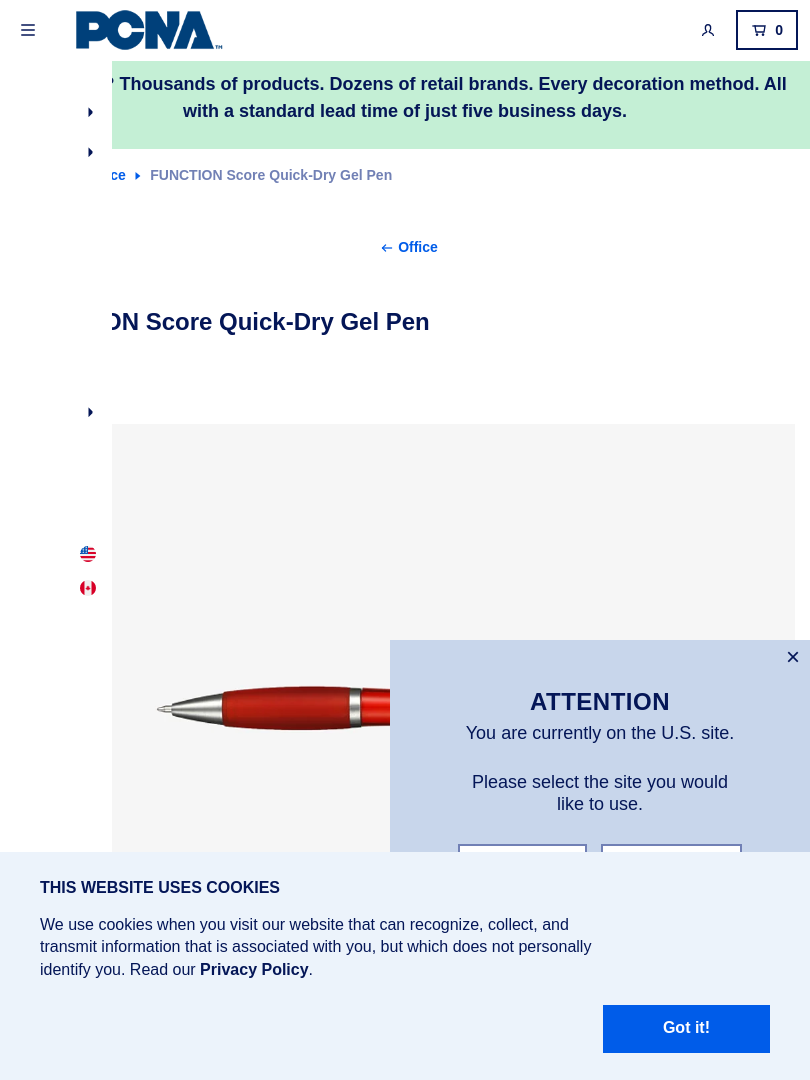 PCNA™
0
? Thousands of products. Dozens of retail brands. Every decoration method. All
with a standard lead time of just five business days.
FUNCTION Score Quick-Dry Gel Pen
Office
Score Quick-Dry Gel Pen
ATTENTION
You are currently on the U.S. site.
Please select the site you would
like to use.
THIS WEBSITE USES COOKIES
We use cookies when you visit our website that can recognize, collect, and
transmit information that is associated with you, but which does not personally
identify you. Read our Privacy Policy.
Got it!